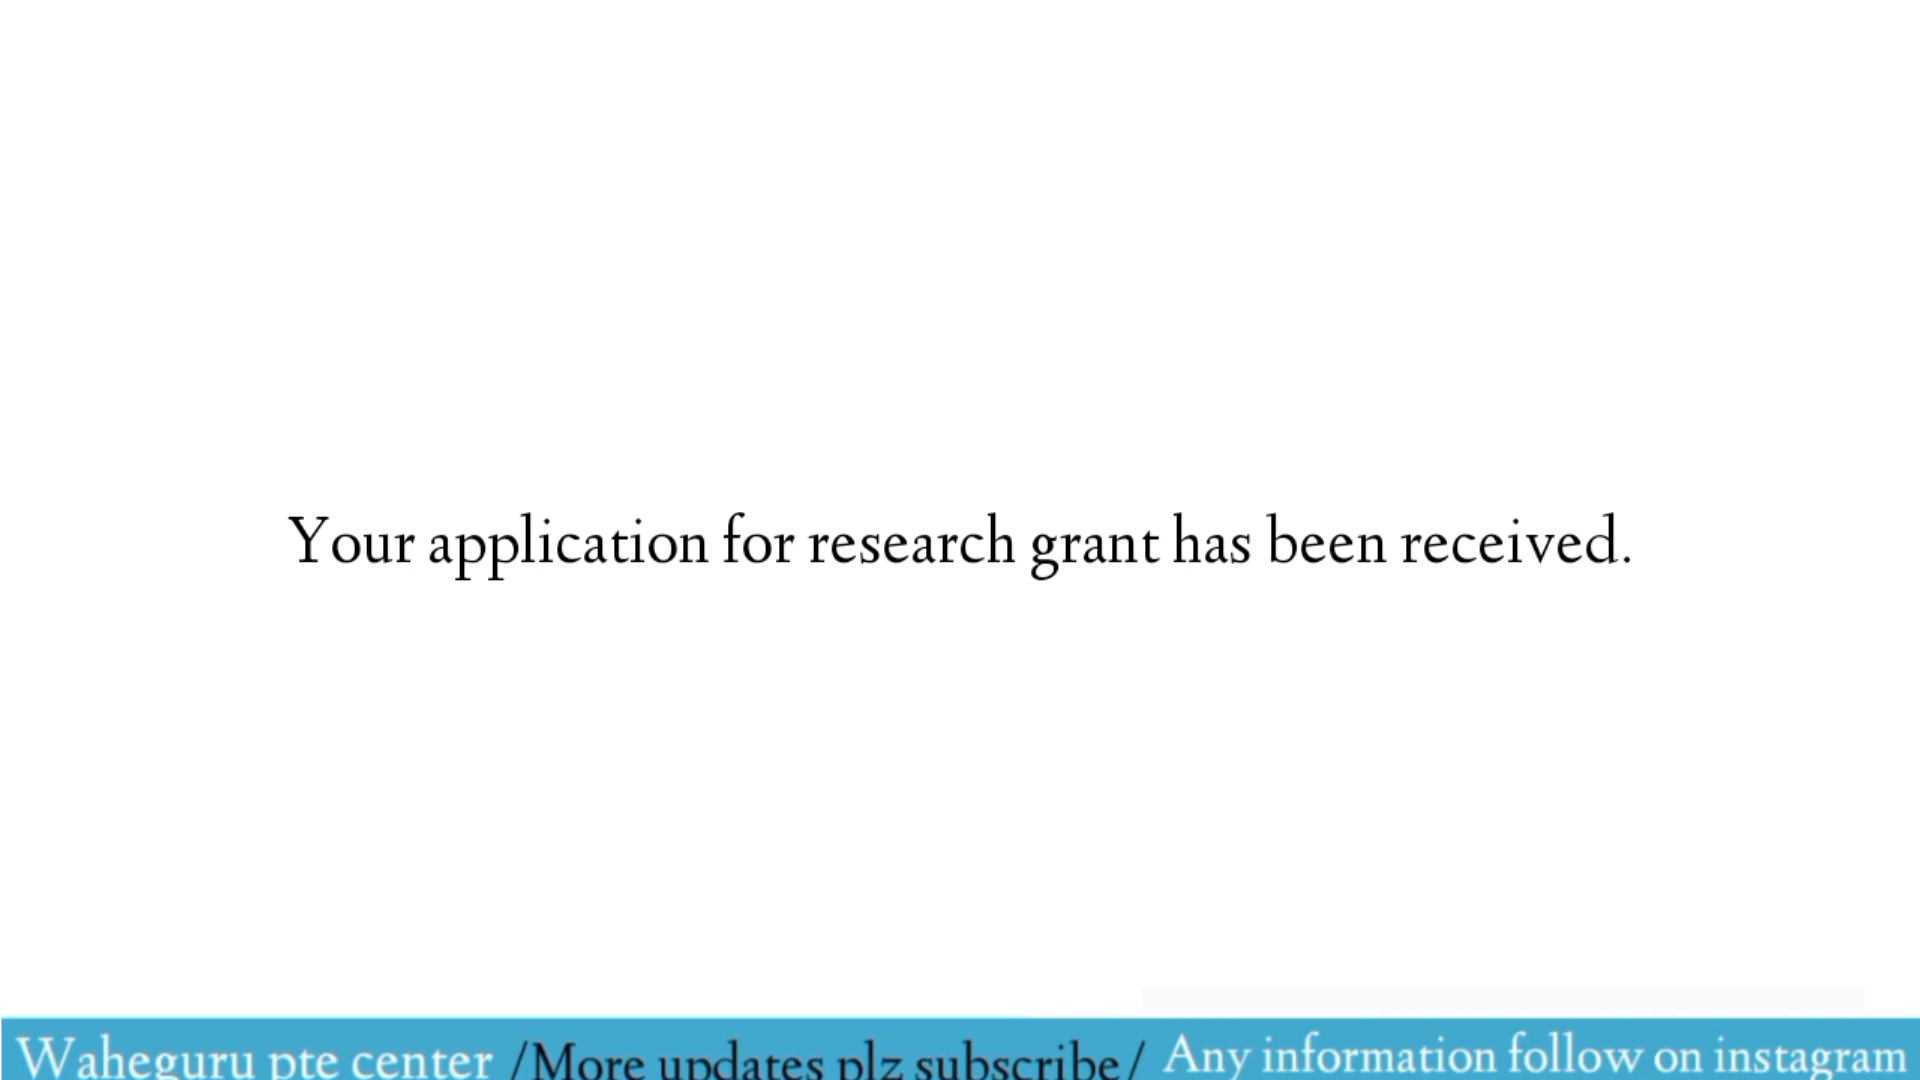 Your application for research grant has been received.
Waheguru pte center /More updates plz subscribe/ Any information follow on instagram